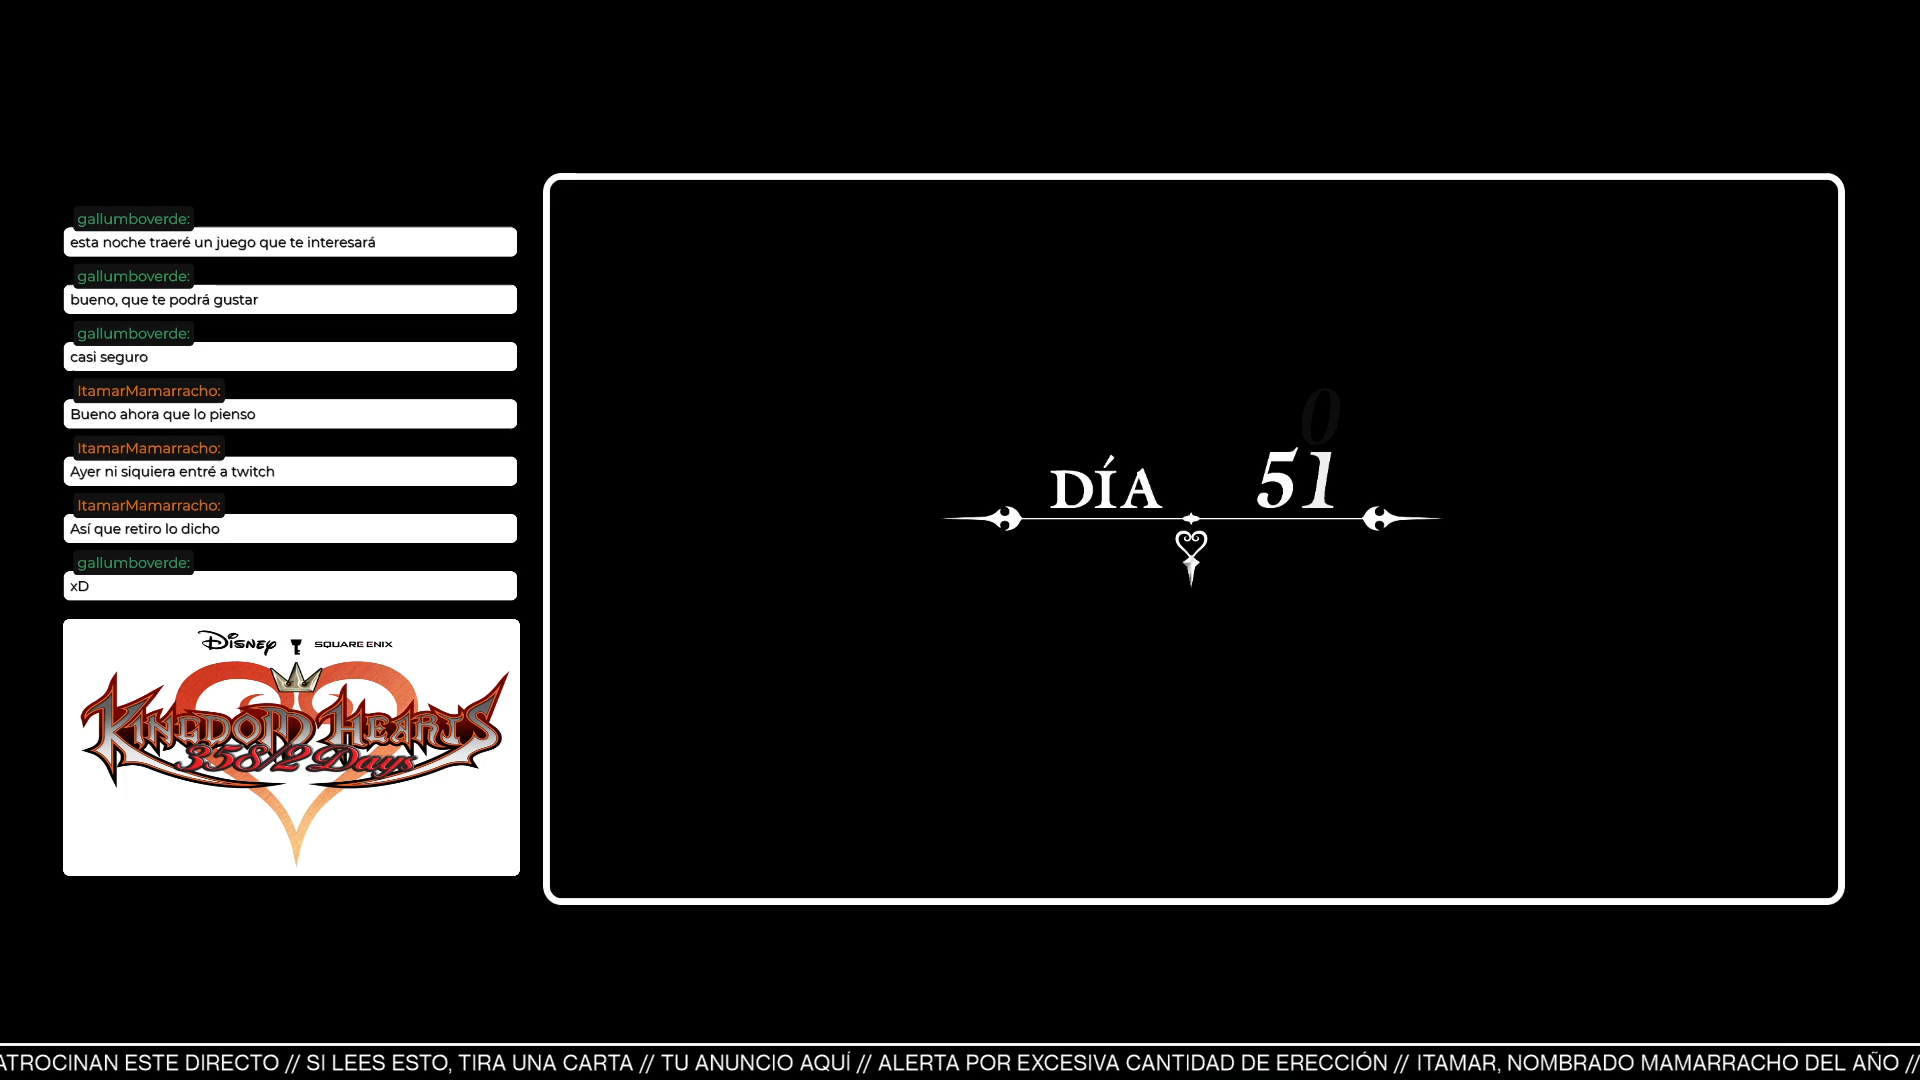 gallumboverde:
esta noche traeré un juego que te interesará
gallumboverde:
bueno, que te podrá gustar
gallumboverde:
casi seguro
ItamarMamarracho:
Bueno ahora que lo pienso
ItamarMamarracho:
Ayer ni siquiera entré a twitch
ItamarMamarracho:
Así que retiro lo dicho
gallumboverde:
xD
Disney SQUARE ENIX
KINGDOM HEARTS
358/2 Days
0
DÍA 51
ATROCINAN ESTE DIRECTO // SI LEES ESTO, TIRA UNA CARTA // TU ANUNCIO AQUÍ // ALERTA POR EXCESIVA CANTIDAD DE ERECCIÓN // ITAMAR, NOMBRADO MAMARRACHO DEL AÑO //